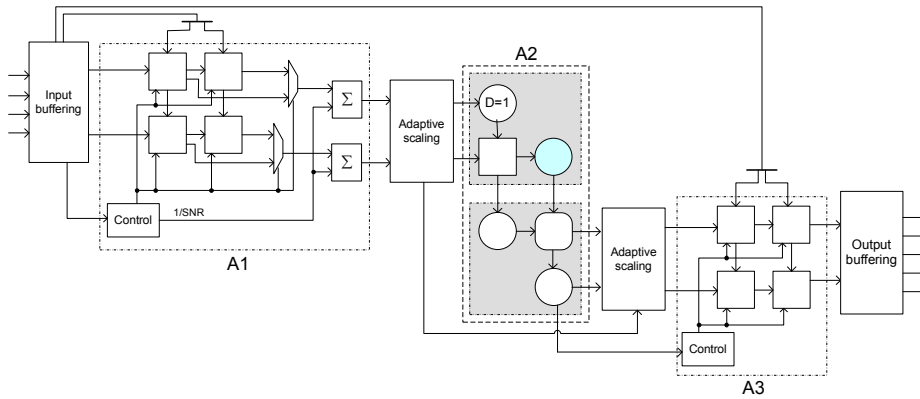 Input
buffering
Control
1/SNR
A1
Σ
Σ
Adaptive
scaling
A2
D=1
Adaptive
scaling
Control
A3
Output
buffering